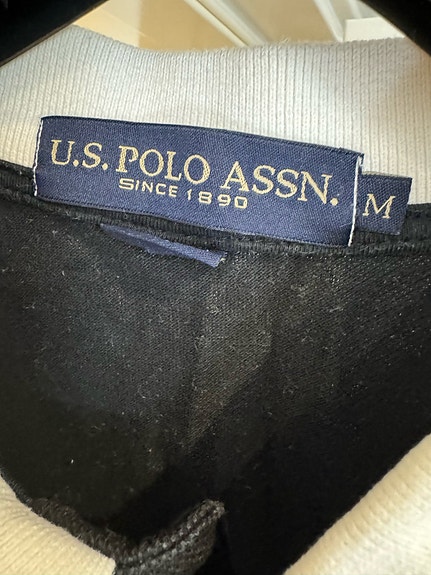 U.S. POLO ASSN.
SINCE 1890
M